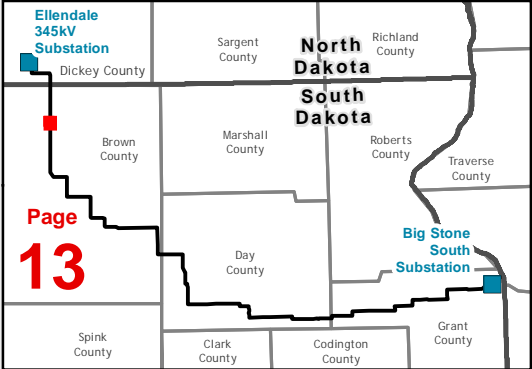 Ellendale
345kV
Substation
Dickey County
Sargent
County
North
Dakota
Richland
County
South
Dakota
Brown
County
Marshall
County
Roberts
County
Traverse
County
Page
13
Big Stone
South
Substation
Day
County
Spink
County
Clark
County
Codington
County
Grant
County